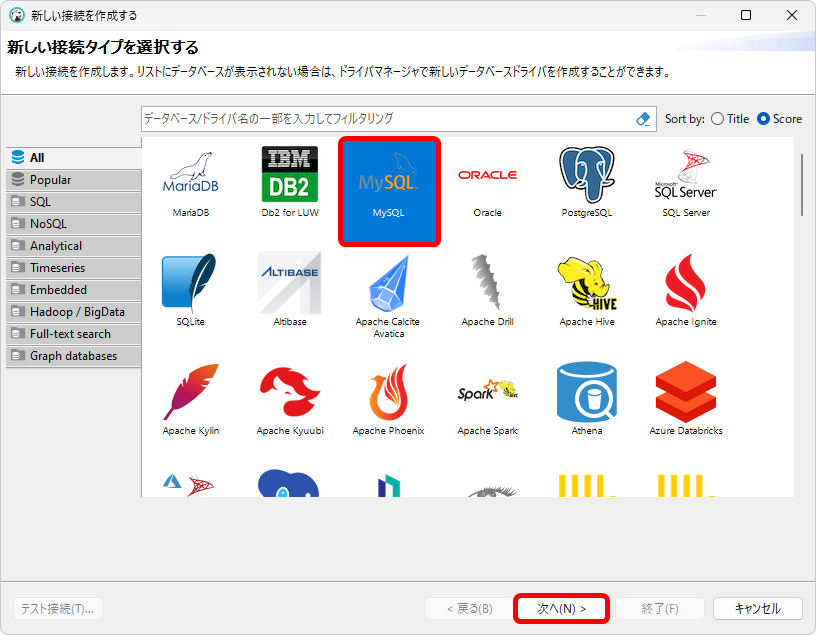 新しい接続を作成する
新しい接続タイプを選択する
新しい接続を作成します。リストにデータベースが表示されない場合は、ドライバマネージャで新しいデータベースドライバを作成することができます。
データベース/ドライバ名の一部を入力してフィルタリング
Sort by: Title Score
All
Popular
SQL
NoSQL
Analytical
Timeseries
Embedded
Hadoop / BigData
Full-text search
Graph databases
MariaDB
IBM
DB2
MySQL
ORACLE
Microsoft
SQL Server
MariaDB
Db2 for LUW
MySQL
Oracle
PostgreSQL
SQL Server
ALTIBASE
HIVE
SQLite
Altibase
Apache Calcite
Avatica
Apache Drill
Apache Hive
Apache Ignite
Spark
HIVE
Apache Kylin
Apache Kyuubi
Apache Phoenix
Apache Spark
Athena
Azure Databricks
テスト接続(T)...
< 戻る(B)
次へ(N) >
終了(F)
キャンセル